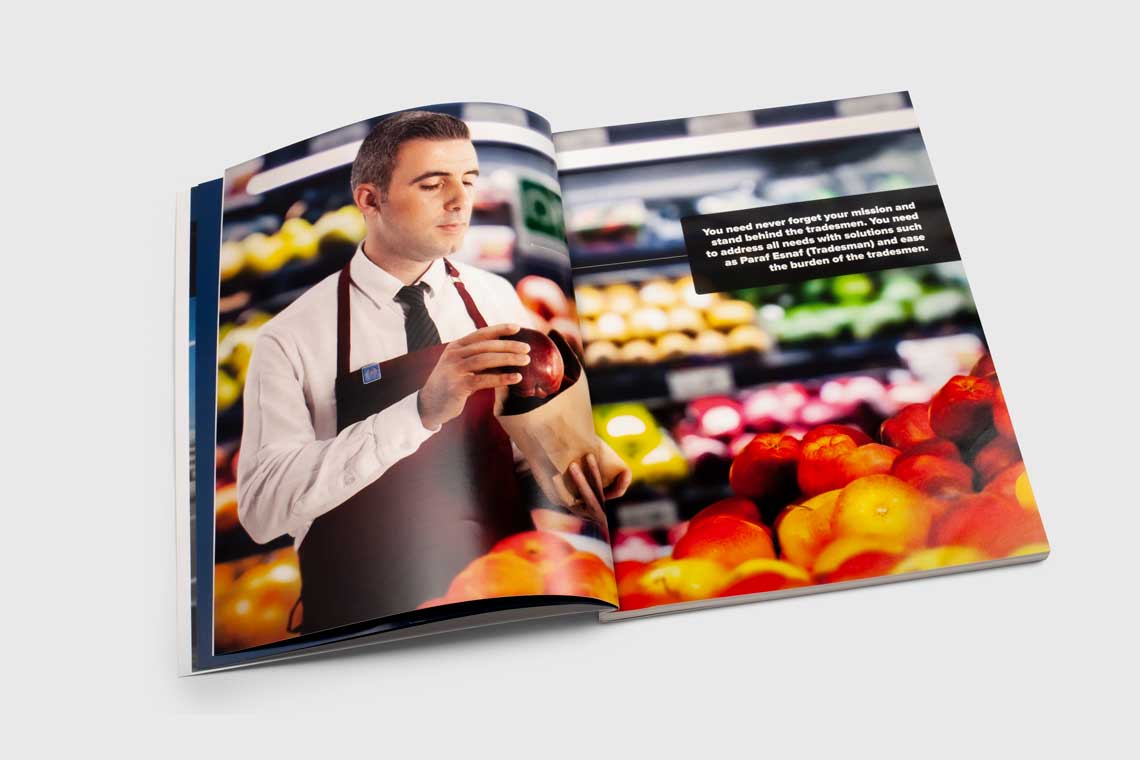 You need never forget your mission and
stand behind the tradesmen. You need
to address all needs with solutions such
as Paraf Esnaf (Tradesman) and ease
the burden of the tradesmen.